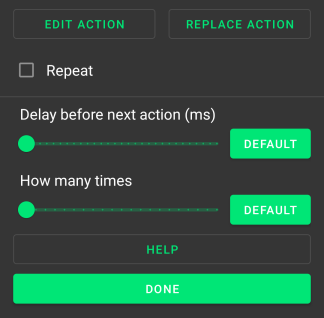 EDIT ACTION
REPLACE ACTION
Repeat
Delay before next action (ms)
DEFAULT
How many times
DEFAULT
HELP
DONE